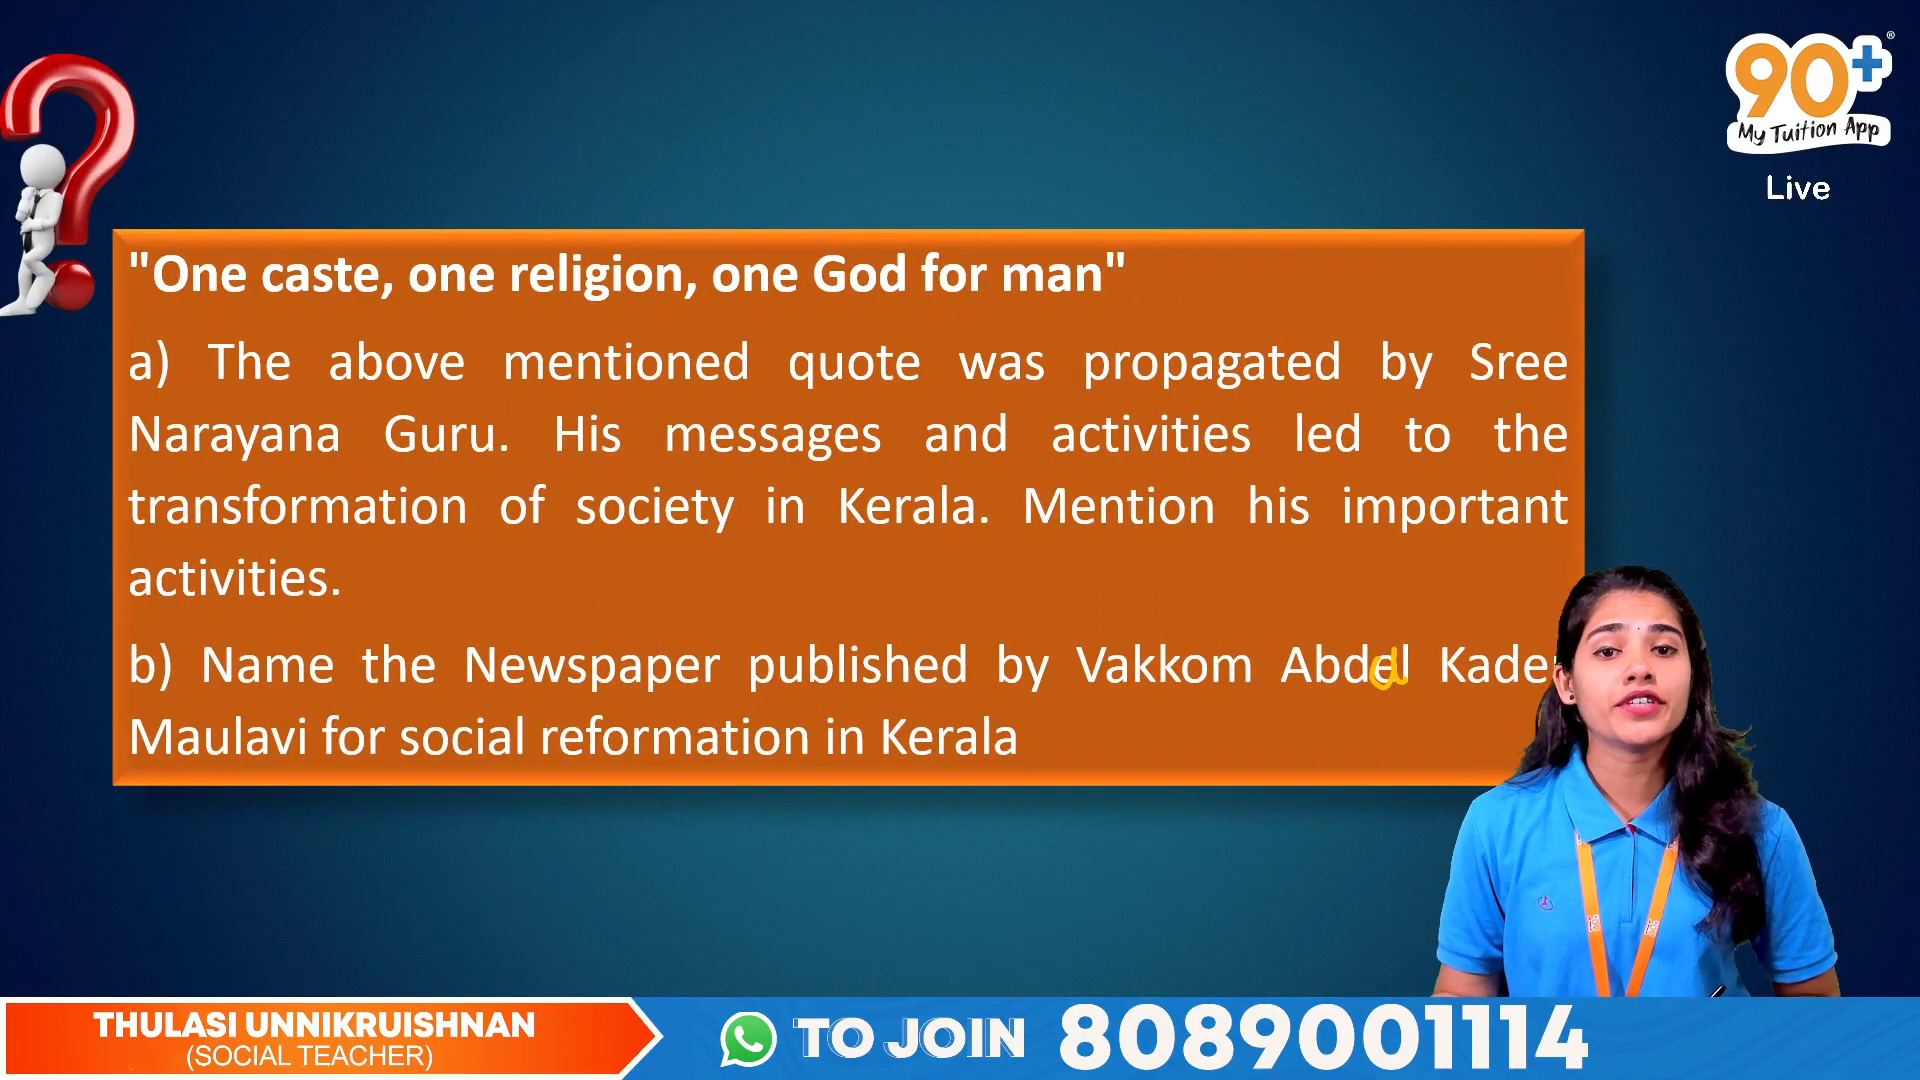 90+
®
My Tuition App
Live
"One caste, one religion, one God for man"
a) The above mentioned quote was propagated by Sree
Narayana Guru. His messages and activities led to the
transformation of society in Kerala. Mention his important
activities.
b) Name the Newspaper published by Vakkom Abdel Kader
Maulavi for social reformation in Kerala
THULASI UNNIKRUISHNAN
(SOCIAL TEACHER)
TO JOIN 8089001114